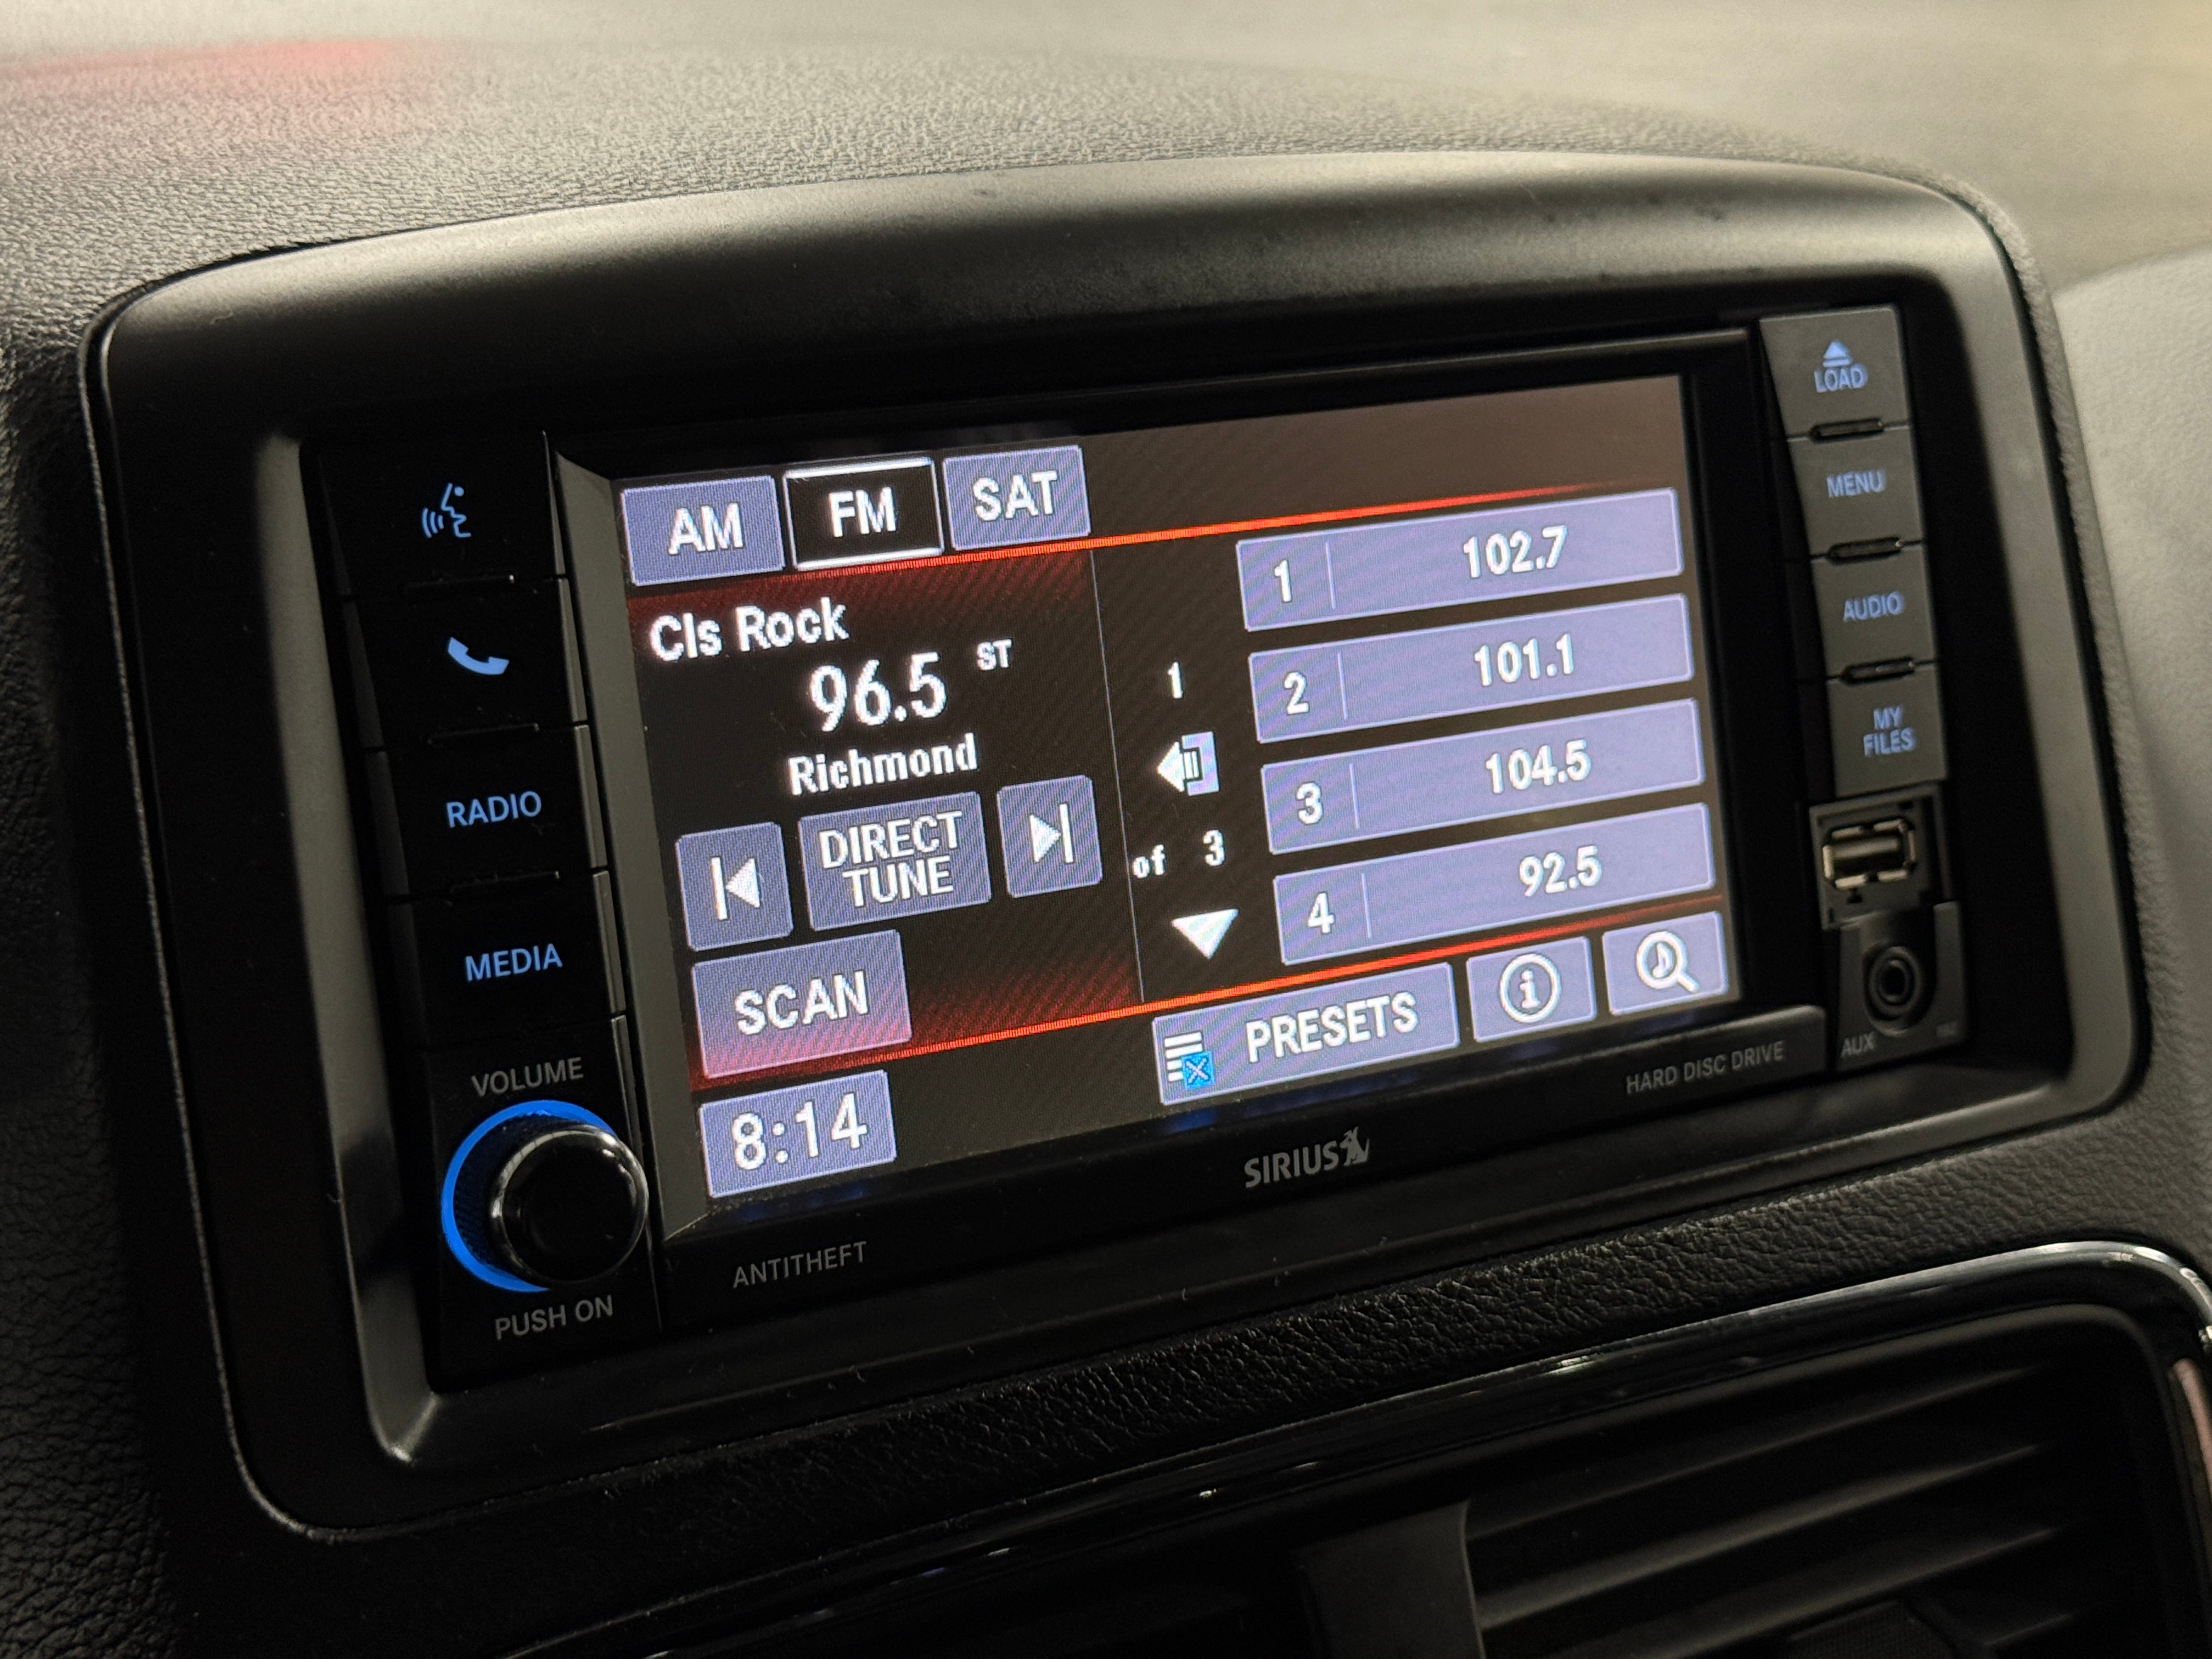 AM
FM
SAT
Cls Rock
96.5 ST
Richmond
DIRECT
TUNE
SCAN
8:14
1
of 3
1 102.7
2 101.1
3 104.5
4 92.5
PRESETS
i
RADIO
MEDIA
VOLUME
PUSH ON
ANTITHEFT
SIRIUS
HARD DISC DRIVE
LOAD
MENU
AUDIO
MY
FILES
AUX